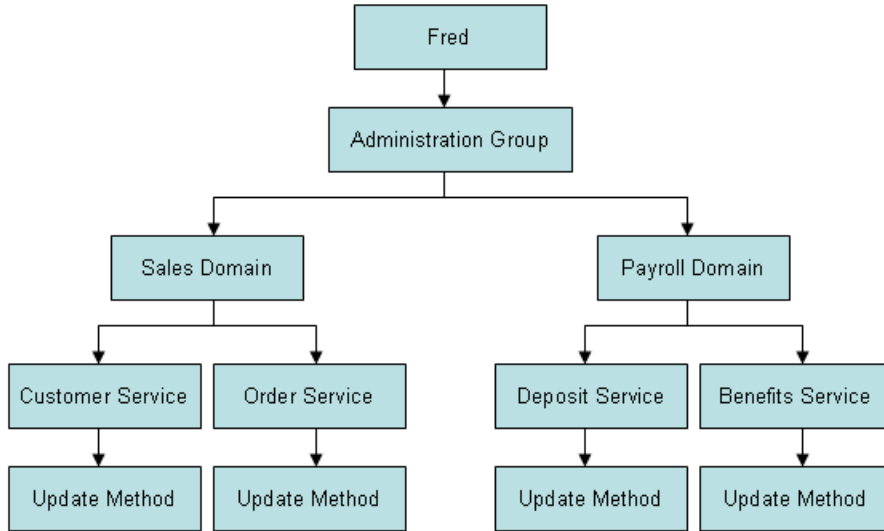 Fred
Administration Group
Sales Domain
Payroll Domain
Customer Service
Order Service
Deposit Service
Benefits Service
Update Method
Update Method
Update Method
Update Method